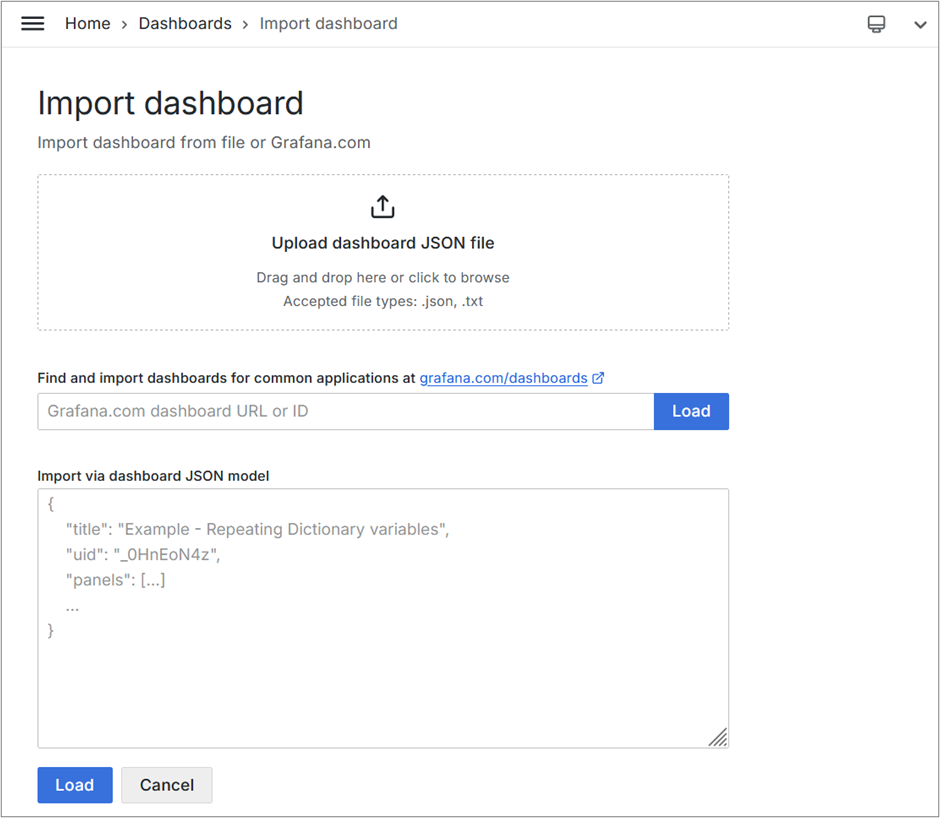 Home > Dashboards > Import dashboard
Import dashboard
Import dashboard from file or Grafana.com
Upload dashboard JSON file
Drag and drop here or click to browse
Accepted file types: .json, .txt
Find and import dashboards for common applications at grafana.com/dashboards
Grafana.com dashboard URL or ID
Load
Import via dashboard JSON model
{
"title": "Example - Repeating Dictionary variables",
"uid": "_0HnEoN4z",
"panels": [...]
...
}
Load Cancel